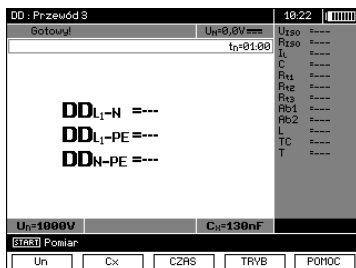 DD : Przewód 3 10:22
Gotowy! UN=0,0V
tn=01:00
DDL1-N =---
DDL1-PE=---
DDN-PE=---
UISO =----
RISO =----
IL =----
C =----
Rt1 =----
Rt2 =----
Rt3 =----
Ab1 =----
Ab2 =----
L =----
TC =----
T =----
Un=1000V Cx=130nF
START Pomiar
Un Cx CZAS TRYB POMOC